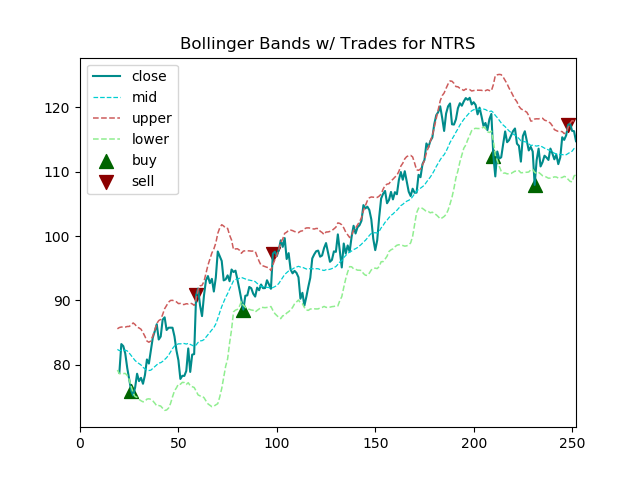 Bollinger Bands w/ Trades for NTRS
close
mid
upper
lower
buy
sell
120
110
100
90
80
0 50 100 150 200 250